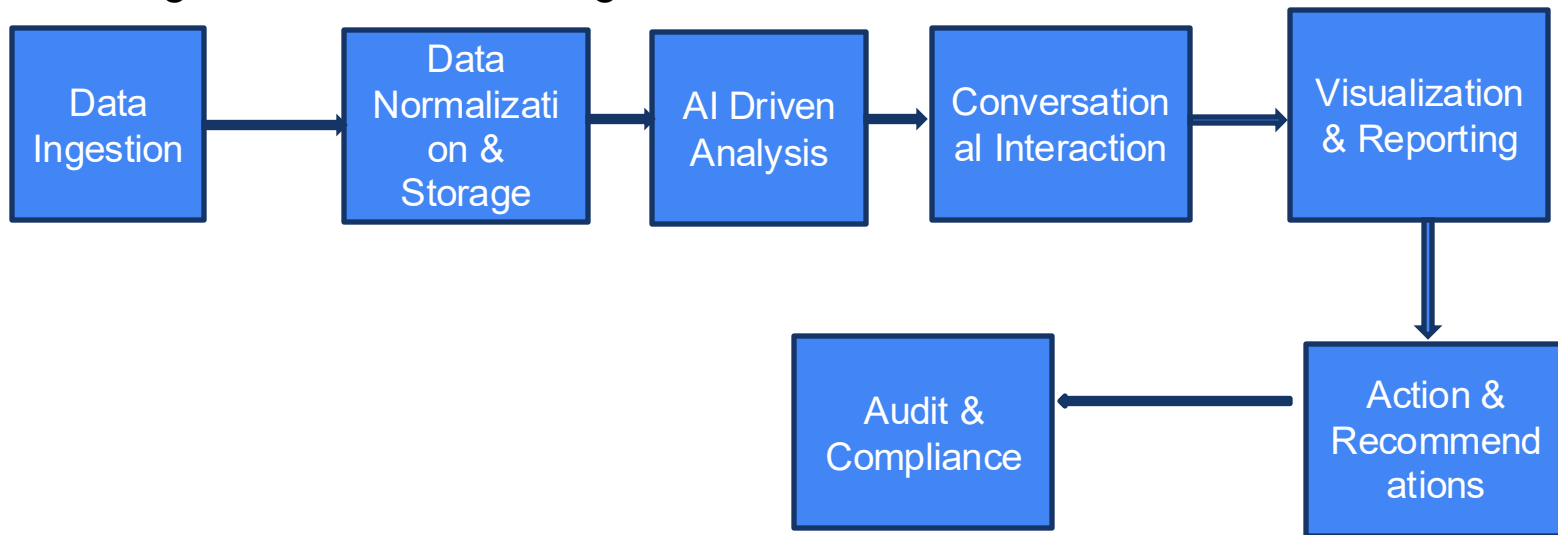 Data
Ingestion
Data
Normalizati
on &
Storage
AI Driven
Analysis
Conversation
al Interaction
Visualization
& Reporting
Audit &
Compliance
Action &
Recommend
ations